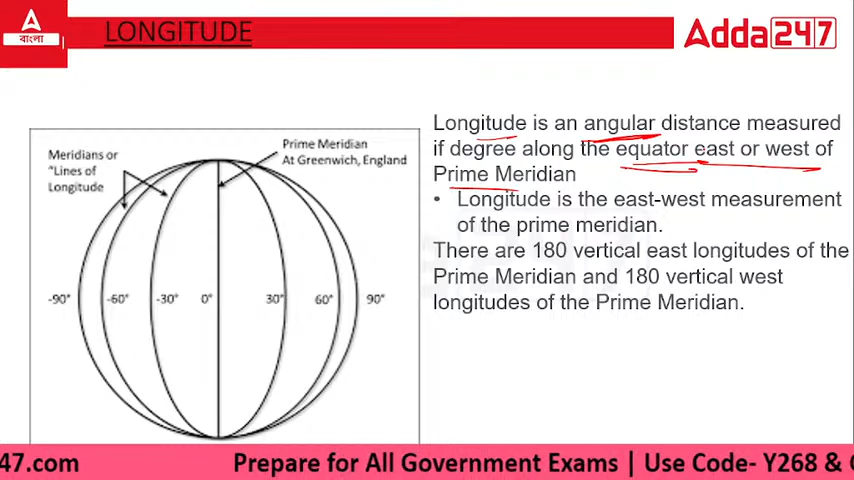 A
বাংলা
LONGITUDE
Adda247
Longitude is an angular distance measured
if degree along the equator east or west of
Prime Meridian
• Longitude is the east-west measurement
of the prime meridian.
There are 180 vertical east longitudes of the
Prime Meridian and 180 vertical west
longitudes of the Prime Meridian.
Prime Meridian
At Greenwich, England
Meridians or
"Lines of
Longitude
-90° -60° -30° 0° 30° 60° 90°
47.com Prepare for All Government Exams | Use Code- Y268 &